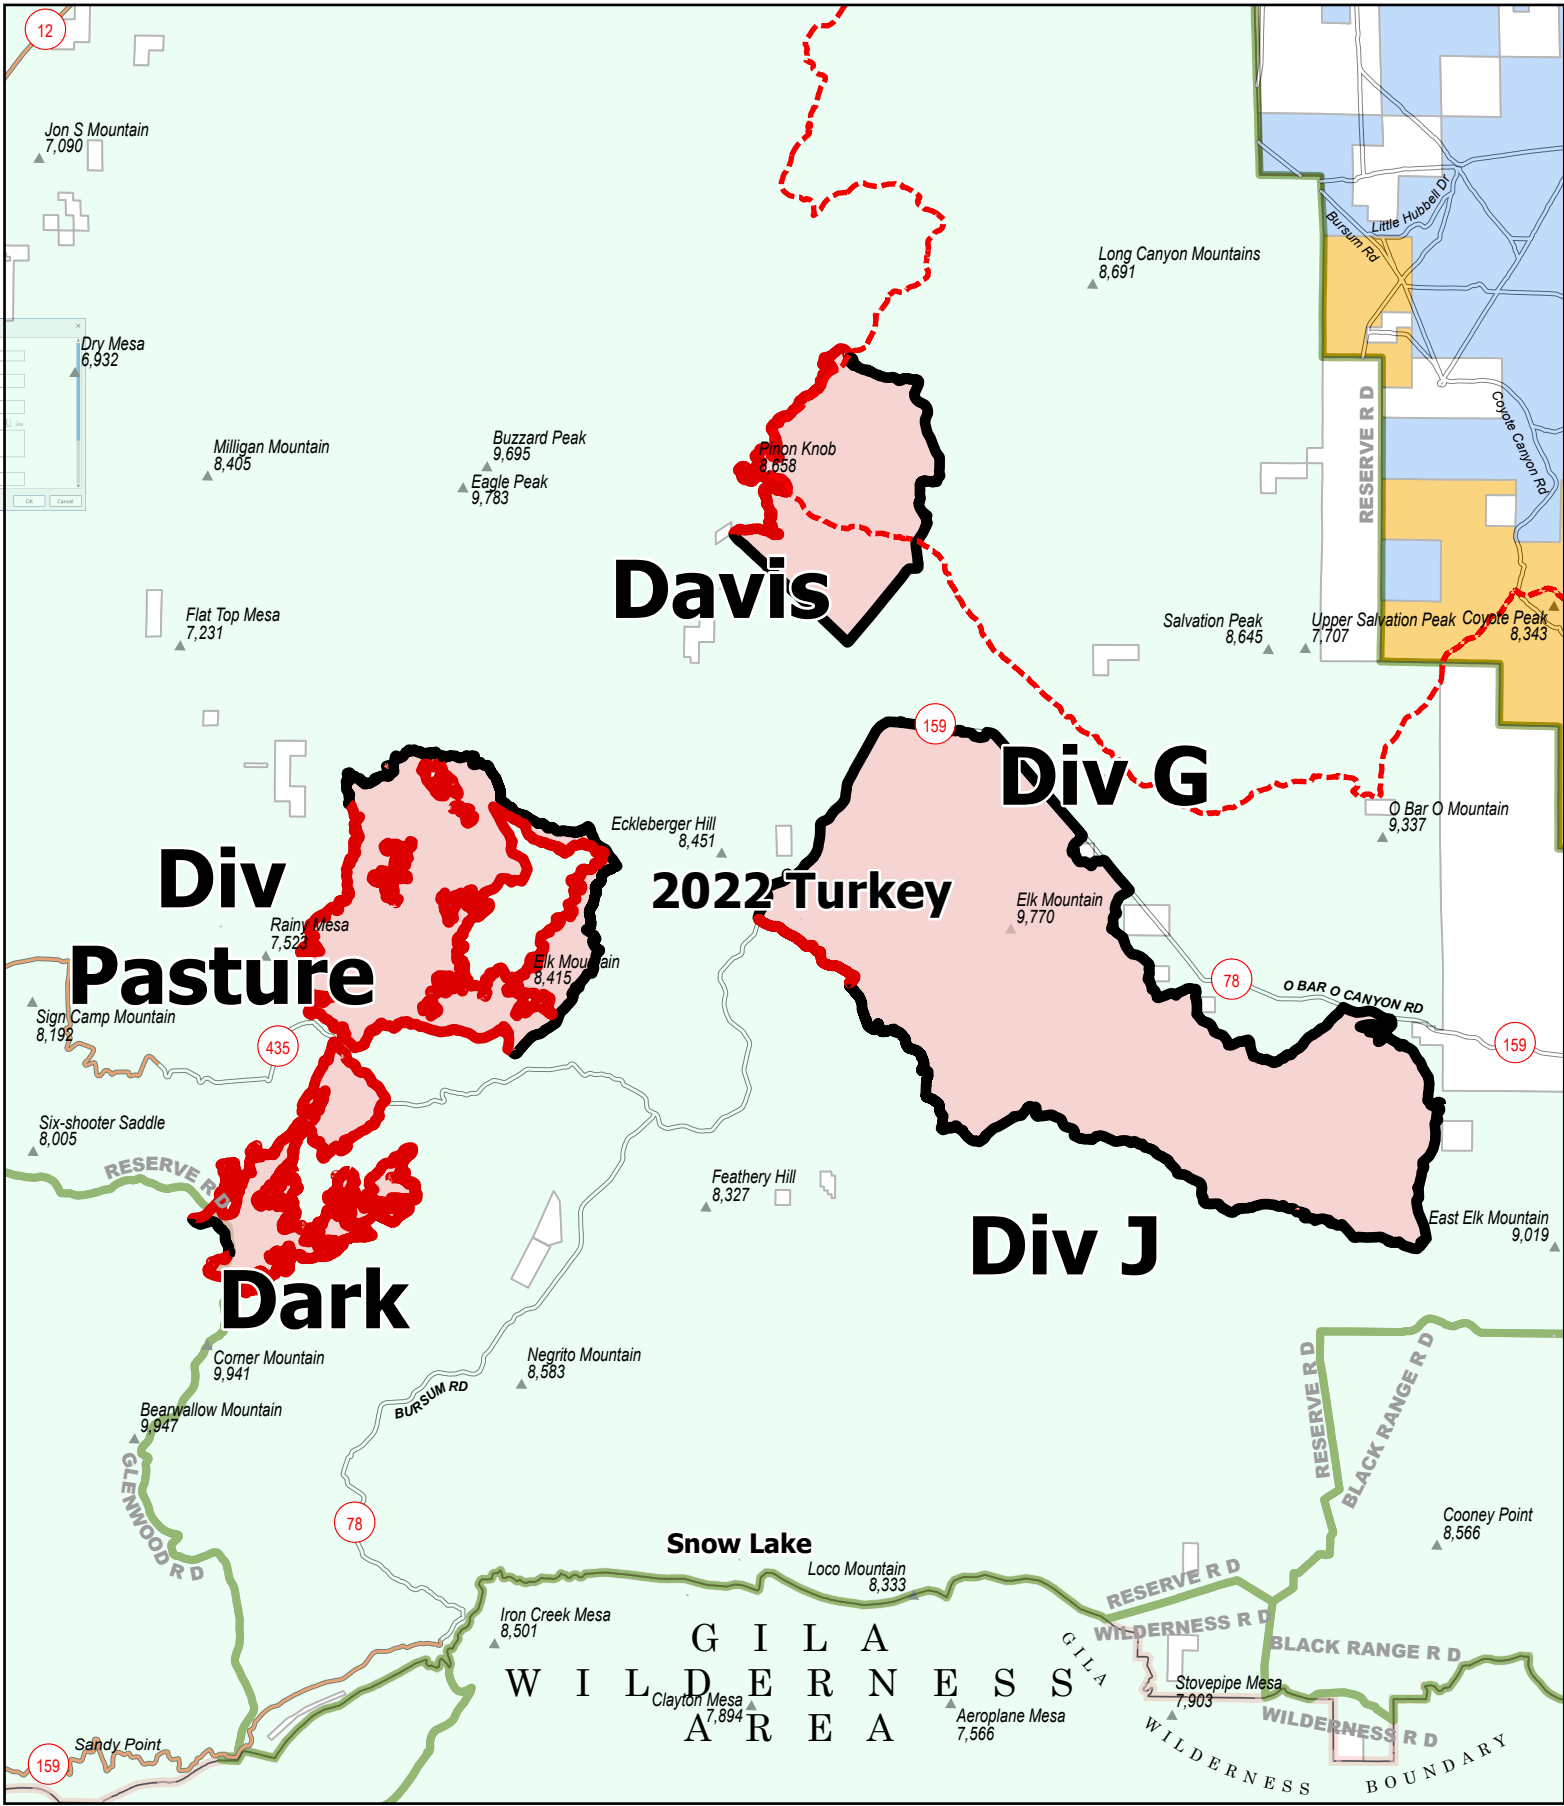 12
Jon S Mountain
7,090
Little Hubbell Dr
Bursum Rd
Long Canyon Mountains
8,691
Dry Mesa
6,932
RESERVE R D
Coyote Canyon Rd
Milligan Mountain
8,405
Buzzard Peak
9,695
Eagle Peak
9,783
Pinon Knob
8,658
OK
Cancel
Davis
Flat Top Mesa
7,231
Salvation Peak
8,645
Upper Salvation Peak
7,707
Coyote Peak
8,343
159
Div G
O Bar O Mountain
9,337
Eckleberger Hill
8,451
Div
Pasture
2022 Turkey
Elk Mountain
9,770
Rainy Mesa
7,523
Elk Mountain
8,415
78
O BAR O CANYON RD
Sign Camp Mountain
8,192
435
159
Six-shooter Saddle
8,005
RESERVE R D
Feathery Hill
8,327
Div J
East Elk Mountain
9,019
Dark
Corner Mountain
9,941
Negrito Mountain
8,583
BURSUM RD
Bearwallow Mountain
9,947
GLENWOOD R D
RESERVE R D
BLACK RANGE R D
78
Cooney Point
8,566
Snow Lake
Loco Mountain
8,333
RESERVE R D
WILDERNESS R D
BLACK RANGE R D
Iron Creek Mesa
8,501
GILA
WILDERNESS
AREA
Clayton Mesa
7,894
Aeroplane Mesa
7,566
Stovepipe Mesa
7,903
WILDERNESS R D
GILA
WILDERNESS
BOUNDARY
Sandy Point
159